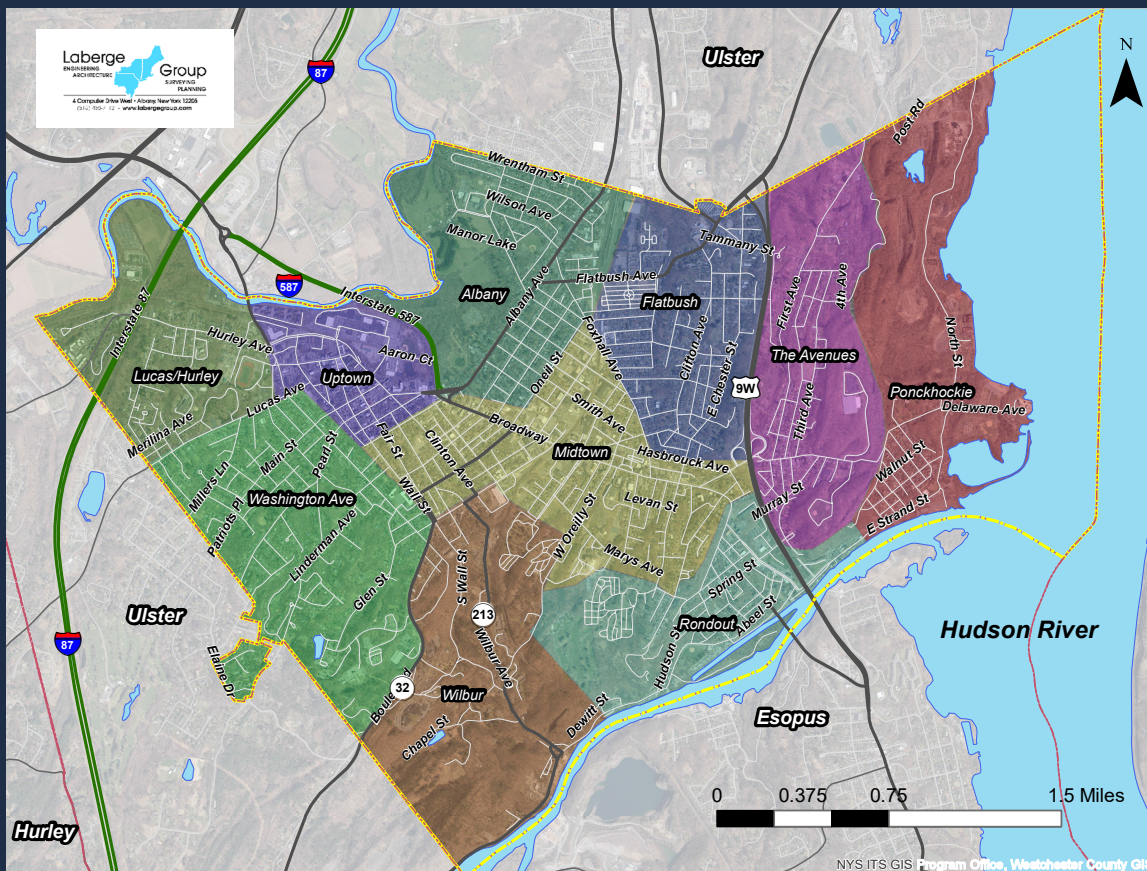 Laberge
ENGINEERING
ARCHITECTURE
Group
SURVEYING
PLANNING
4 Computer Drive West • Albany, New York 12205
www.labergegroup.com
87
Ulster
N
Post Rd
Wrentham St
Wilson Ave
Manor Lake
Tammany St
Albany Ave
Flatbush Ave
587
Interstate 587
Albany
Flatbush
First Ave
4th Ave
Interstate 87
Hurley Ave
Aaron Ct
Foxhall Ave
Clifton Ave
E Chester St
The Avenues
North St
Lucas/Hurley
Uptown
Oneil St
9W
Ponckhockie
Lucas Ave
Smith Ave
Third Ave
Delaware Ave
Merilina Ave
Fair St
Clinton Ave
Broadway
Midtown
Hasbrouck Ave
Main St
Pearl St
Walnut St
Millers Ln
Washington Ave
Wall St
Levan St
Murray St
E Strand St
Patriots Pl
Linderman Ave
W Oreilly St
Marys Ave
Glen St
S Wall St
Spring St
213
Abeel St
Ulster
Rondout
Hudson River
87
Wilbur Ave
Hudson St
Elaine Dr
32
Boulevard
Wilbur
Dewitt St
Esopus
Chapel St
0 0.375 0.75 1.5 Miles
Hurley
NYS ITS GIS Program Office, Westchester County GIS